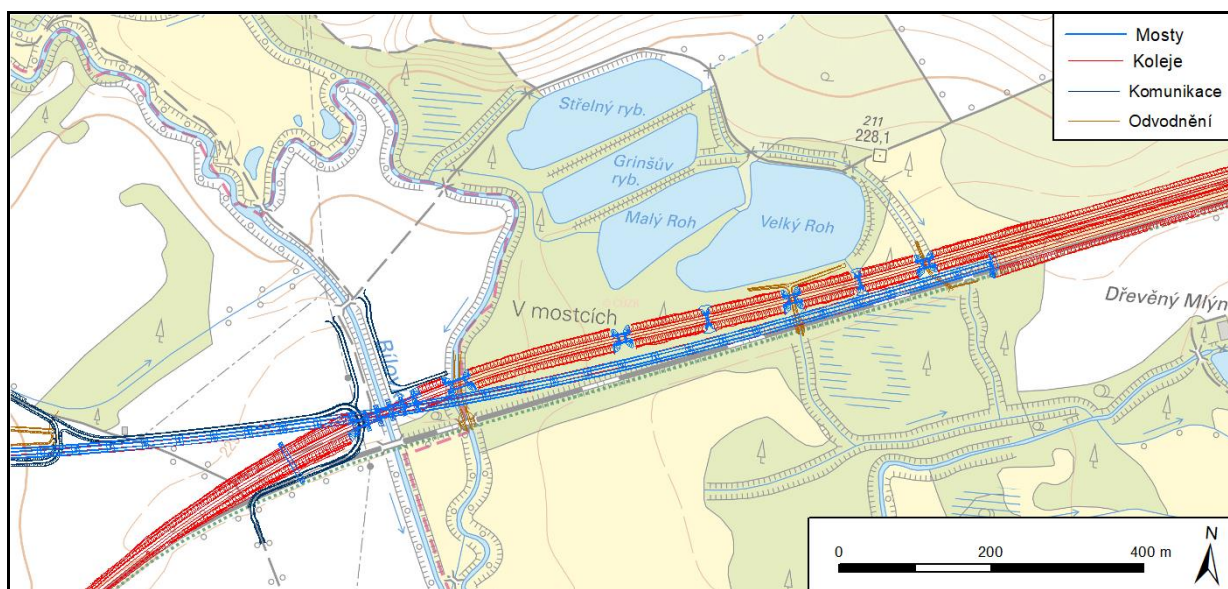 Mosty
Koleje
Komunikace
Odvodnění
Střelný ryb.
Grinšův
ryb.
Malý Roh
Velký Roh
211
228,1
V mostcích
Dřevěný Mlýn
0
200
400 m
N